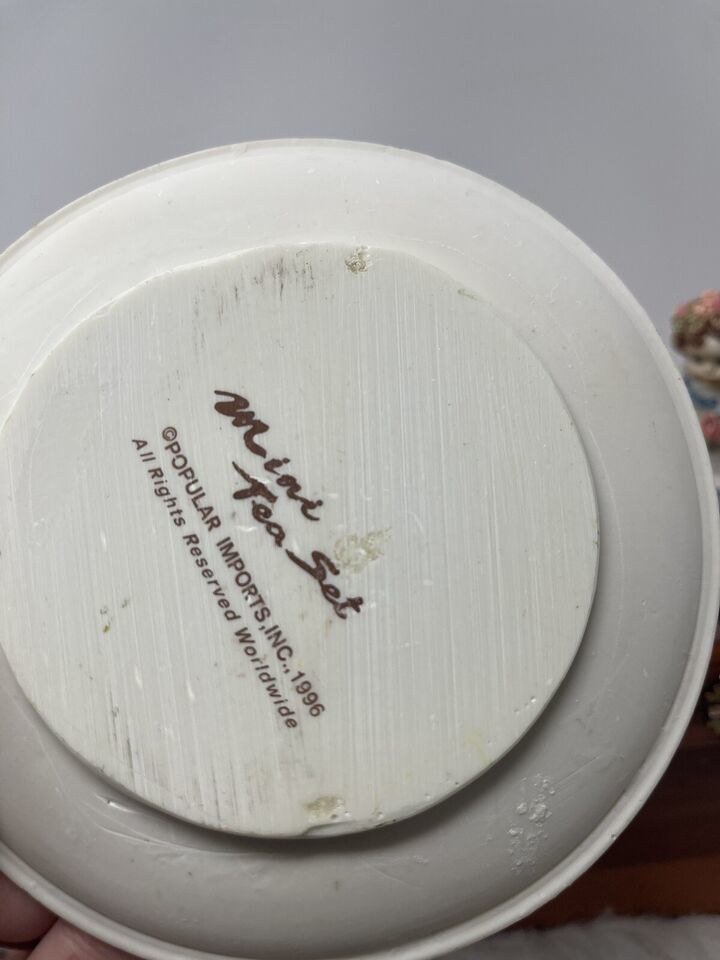 Mini
Tea Set
©POPULAR IMPORTS,INC.,1996
All Rights Reserved Worldwide